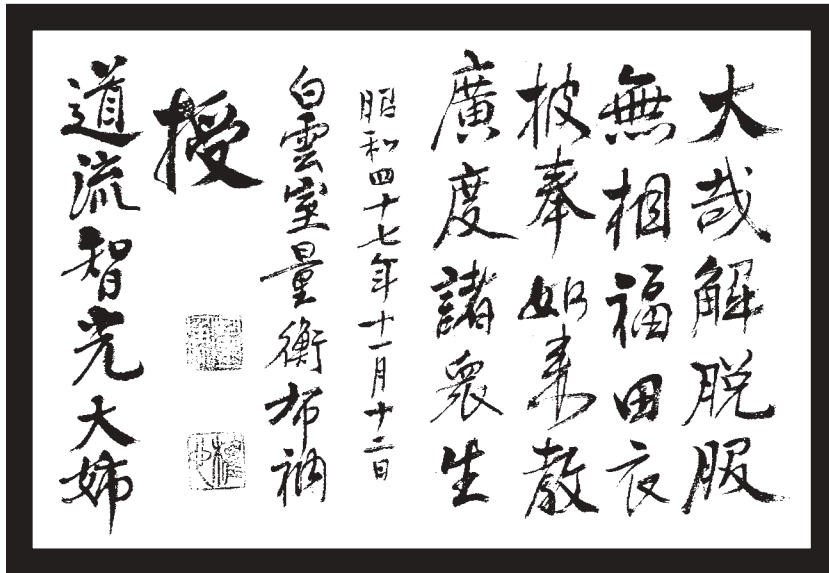 大哉解脱服
無相福田衣
披奉如来教
廣度諸衆生
昭和四十七年十一月十二日
白雲室量衡布衲
授
道流智光大姉